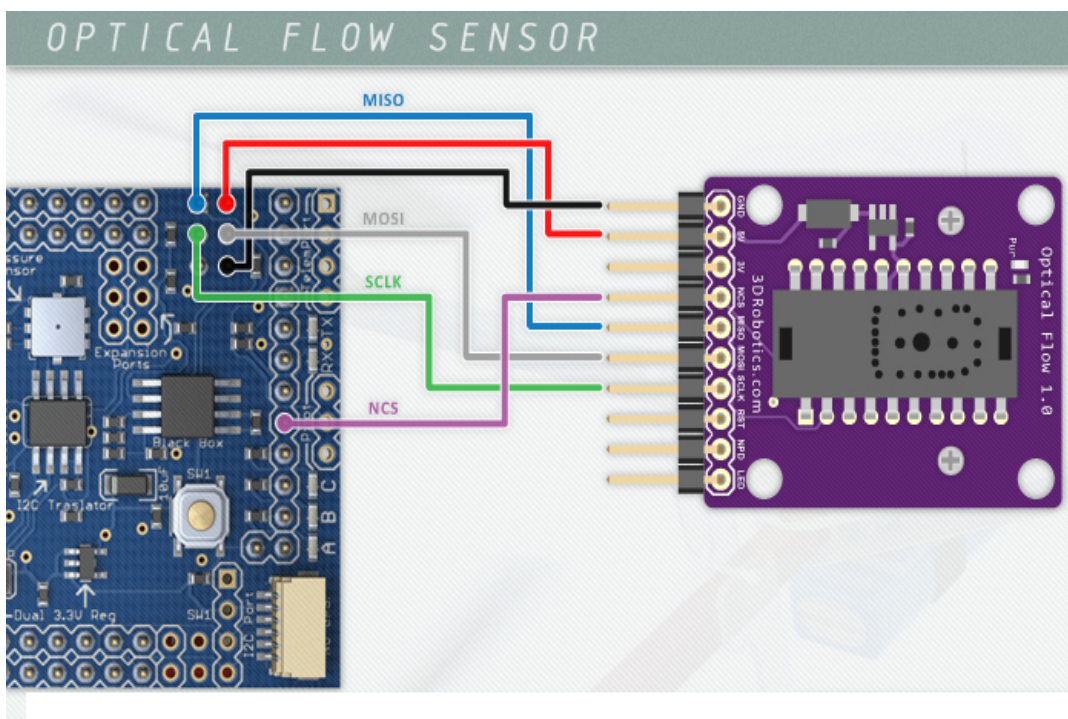 OPTICAL FLOW SENSOR
MISO
MOSI
SCLK
NCS
Expansion
Ports
Black Box
SW1
10uF
I2C Traslator
-Dual 3.3V Reg
SW1
I2C Port
RX TX
A B C
GND
5V
3V
NCS
MISO
MOSI
SCLK
RST
NPD
LED
3DRobotics.com
Pwr
Optical Flow 1.0